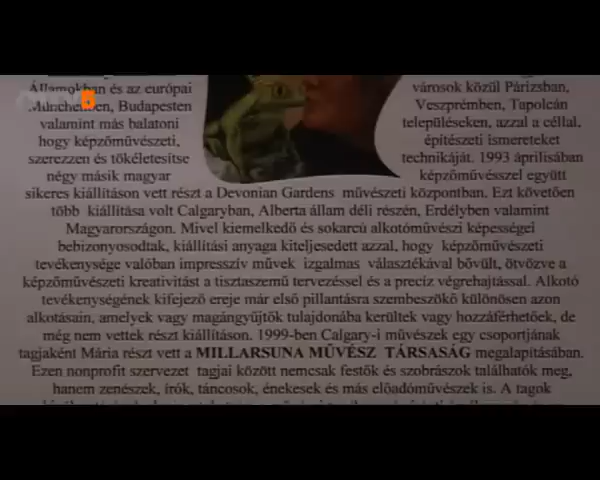 Államokban és az európai városok közül Párizsban,
Münchenben, Budapesten Veszprémben, Tapolcán
valamint más balatoni településeken, azzal a céllal,
hogy képzőművészeti, építészeti ismereteket
szerezzen és tökéletesítse technikáját. 1993 áprilisában
négy másik magyar képzőművésszel együtt
sikeres kiállításon vett részt a Devonian Gardens művészeti központban. Ezt követően
több kiállítása volt Calgaryban, Alberta állam déli részén, Erdélyben valamint
Magyarországon. Mivel kiemelkedő és sokarcú alkotóművészi képességei
bebizonyosodtak, kiállítási anyaga kiteljesedett azzal, hogy képzőművészeti
tevékenysége valóban impresszív művek izgalmas választékával bővült, ötvözve a
képzőművészeti kreativitást a tisztaszemű tervezéssel és a precíz végrehajtással. Alkotó
tevékenységének kifejező ereje már első pillantásra szembeszökő különösen azon
alkotásain, amelyek vagy magángyűjtők tulajdonába kerültek vagy hozzáférhetőek, de
még nem vettek részt kiállításon. 1999-ben Calgary-i művészek egy csoportjának
tagjaként Mária részt vett a MILLARSUNA MŰVÉSZ TÁRSASÁG megalapításában.
Ezen nonprofit szervezet tagjai között nemcsak festők és szobrászok találhatók meg,
hanem zenészek, írók, táncosok, énekesek és más előadóművészek is. A tagok